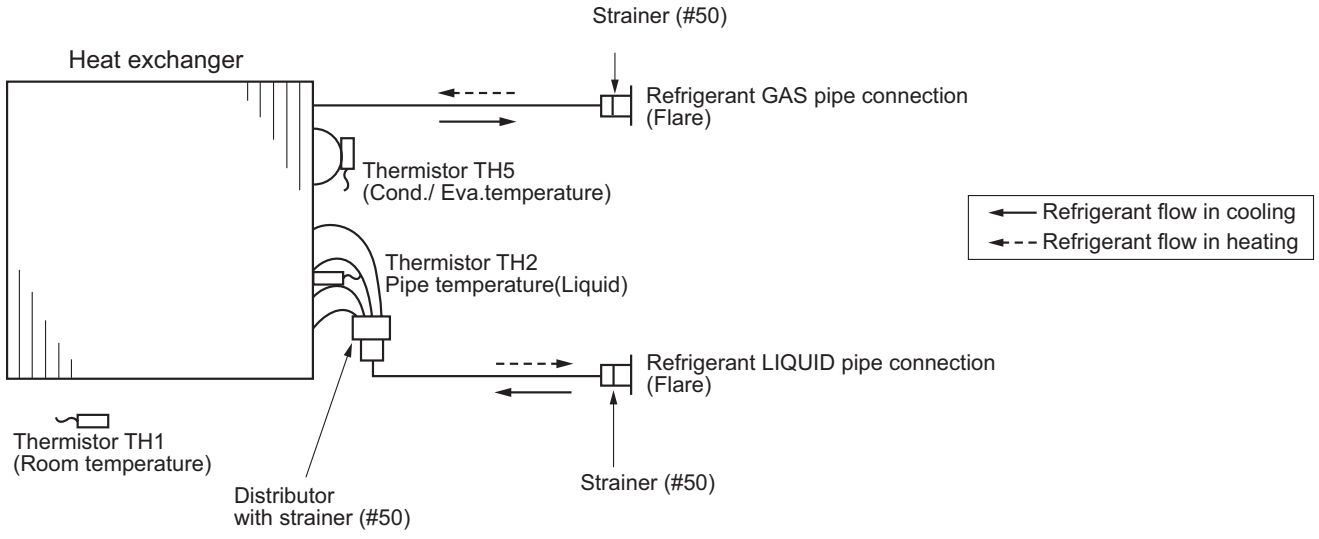 Strainer (#50)
Heat exchanger
Refrigerant GAS pipe connection
(Flare)
Thermistor TH5
(Cond./ Eva.temperature)
Refrigerant flow in cooling
Refrigerant flow in heating
Thermistor TH2
Pipe temperature(Liquid)
Refrigerant LIQUID pipe connection
(Flare)
Thermistor TH1
(Room temperature)
Strainer (#50)
Distributor
with strainer (#50)